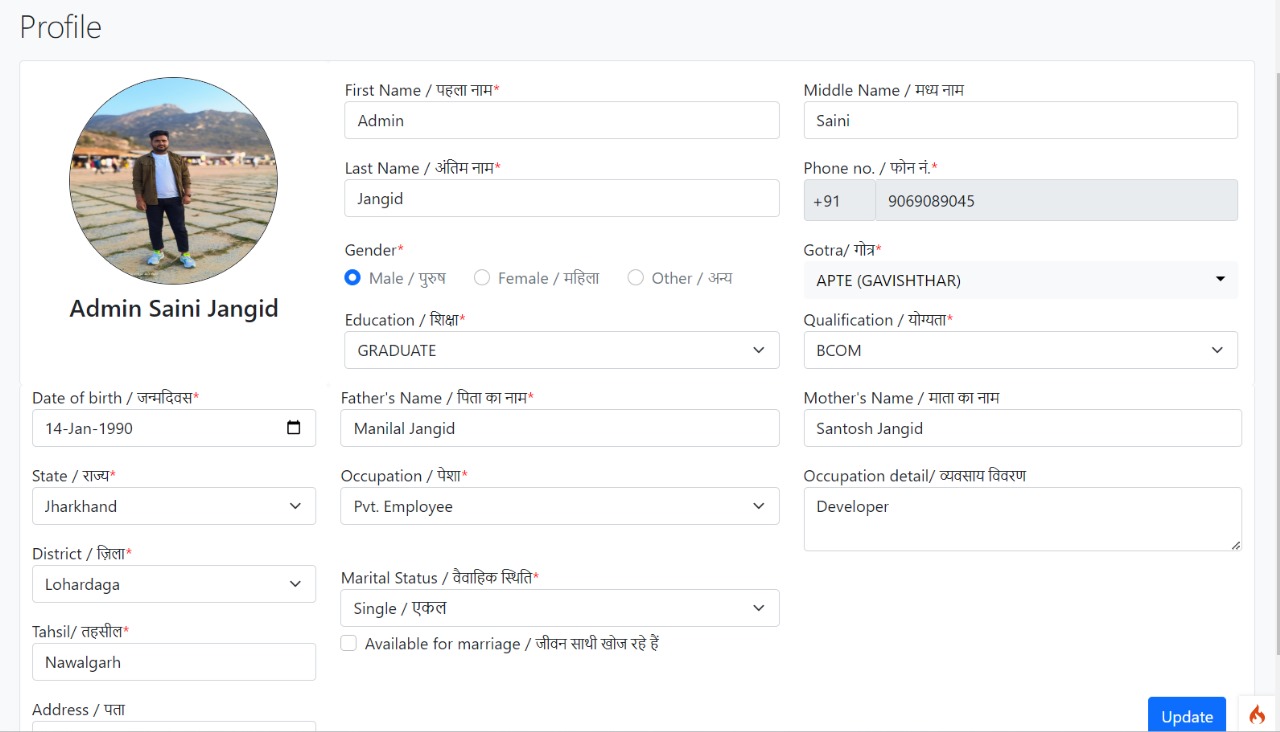 Profile
Admin Saini Jangid
First Name / पहला नाम*
Admin
Middle Name / मध्य नाम
Saini
Last Name / अंतिम नाम*
Jangid
Phone no. / फोन नं.*
+91 9069089045
Gender*
Male / पुरुष Female / महिला Other / अन्य
Gotra/ गोत्र*
APTE (GAVISHTHAR)
Education / शिक्षा*
GRADUATE
Qualification / योग्यता*
BCOM
Date of birth / जन्मदिवस*
14-Jan-1990
Father's Name / पिता का नाम*
Manilal Jangid
Mother's Name / माता का नाम
Santosh Jangid
State / राज्य*
Jharkhand
Occupation / पेशा*
Pvt. Employee
Occupation detail/ व्यवसाय विवरण
Developer
District / ज़िला*
Lohardaga
Marital Status / वैवाहिक स्थिति*
Single / एकल
Available for marriage / जीवन साथी खोज रहे हैं
Tahsil/ तहसील*
Nawalgarh
Address / पता
Update